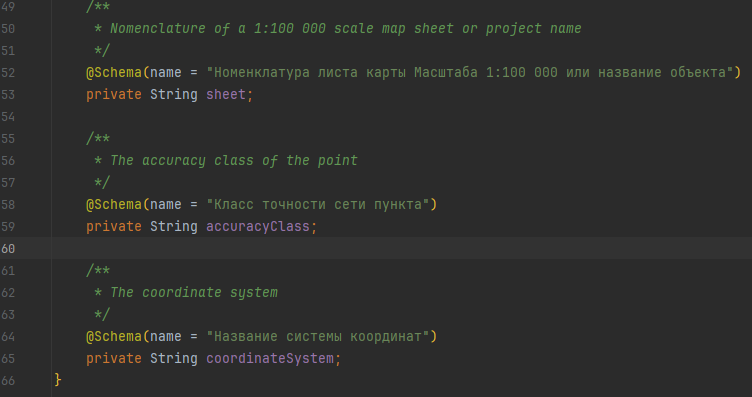 49 /**
50 * Nomenclature of a 1:100 000 scale map sheet or project name
51 */
52 @Schema(name = "Номенклатура листа карты Масштаба 1:100 000 или название объекта")
53 private String sheet;
54
55 /**
56 * The accuracy class of the point
57 */
58 @Schema(name = "Класс точности сети пункта")
59 private String accuracyClass;
60
61 /**
62 * The coordinate system
63 */
64 @Schema(name = "Название системы координат")
65 private String coordinateSystem;
66 }